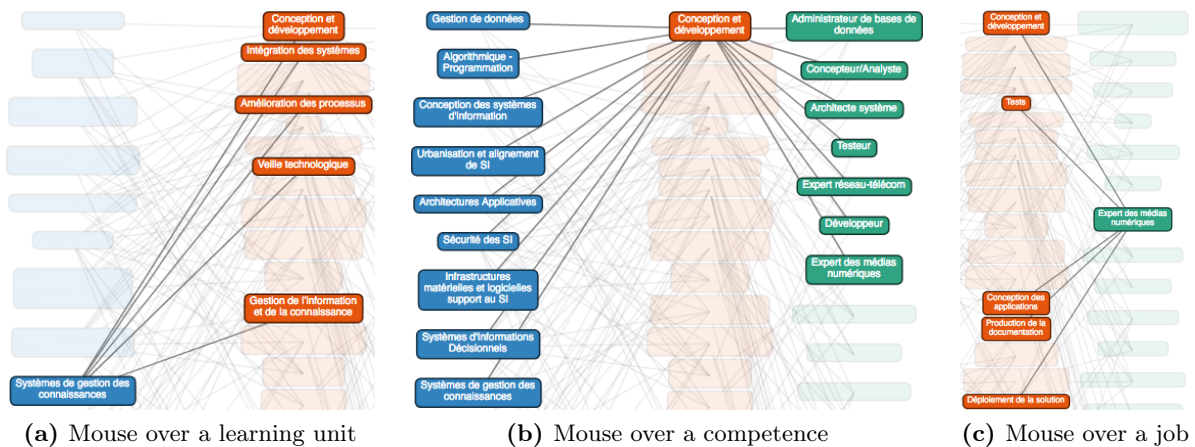 Conception et
développement
Intégration des systèmes
Amélioration des processus
Veille technologique
Gestion de l'information
et de la connaissance
Systèmes de gestion des
connaissances
(a) Mouse over a learning unit
Gestion de données
Algorithmique -
Programmation
Conception des systèmes
d'information
Urbanisation et alignement
de SI
Architectures Applicatives
Sécurité des SI
Infrastructures
matérielles et logicielles
support au SI
Systèmes d'Informations
Décisionnels
Systèmes de gestion des
connaissances
Conception et
développement
Administrateur de bases de
données
Concepteur/Analyste
Architecte système
Testeur
Expert réseau-télécom
Développeur
Expert des médias
numériques
(b) Mouse over a competence
Conception et
développement
Tests
Expert des médias
numériques
Conception des
applications
Production de la
documentation
Déploiement de la solution
(c) Mouse over a job